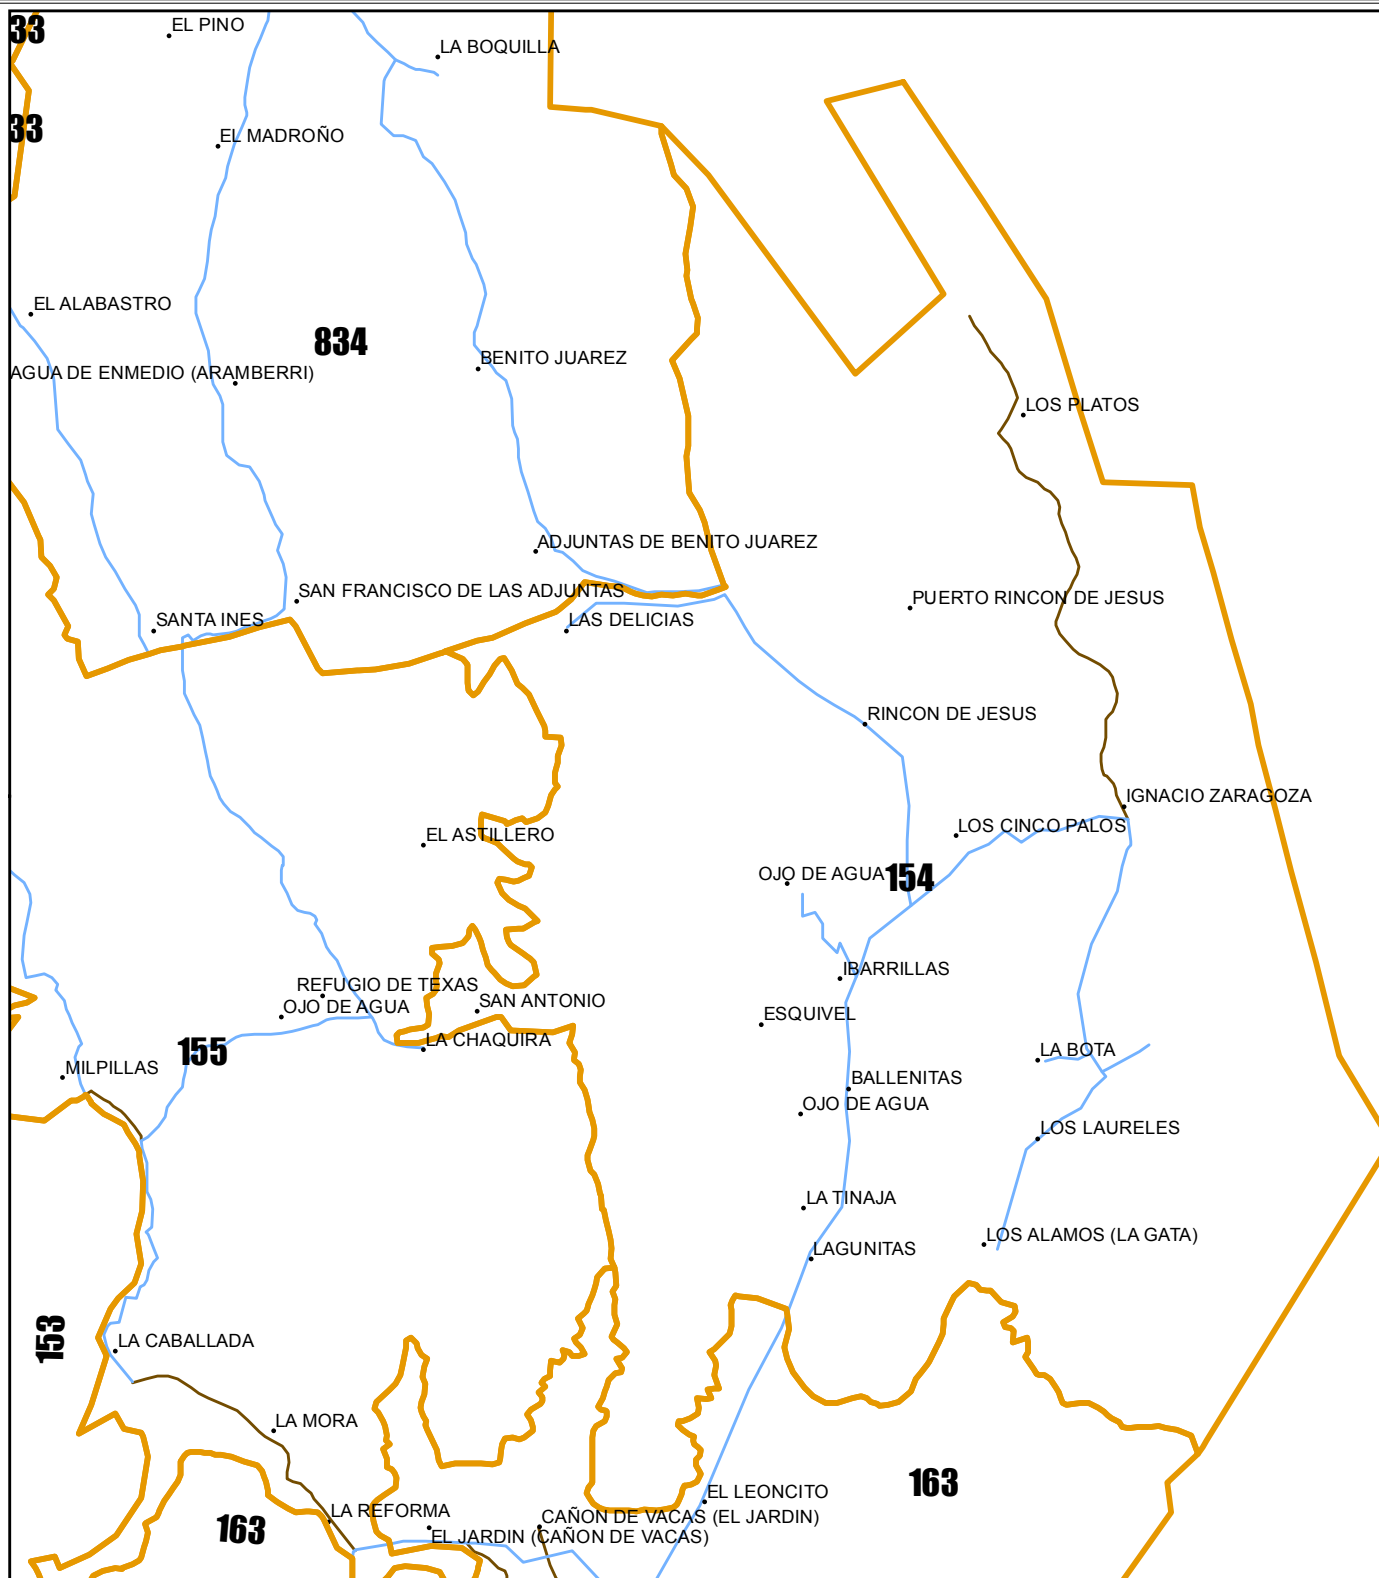 33
EL PINO
LA BOQUILLA
33
EL MADROÑO
EL ALABASTRO
834
BENITO JUAREZ
AGUA DE ENMEDIO (ARAMBERRI)
LOS PLATOS
ADJUNTAS DE BENITO JUAREZ
SAN FRANCISCO DE LAS ADJUNTAS
PUERTO RINCON DE JESUS
SANTA INES
LAS DELICIAS
RINCON DE JESUS
IGNACIO ZARAGOZA
LOS CINCO PALOS
EL ASTILLERO
OJO DE AGUA
154
IBARRILLAS
REFUGIO DE TEXAS
SAN ANTONIO
OJO DE AGUA
ESQUIVEL
LA CHAQUIRA
155
LA BOTA
MILPILLAS
BALLENITAS
OJO DE AGUA
LOS LAURELES
LA TINAJA
LOS ALAMOS (LA GATA)
LAGUNITAS
153
LA CABALLADA
LA MORA
163
EL LEONCITO
LA REFORMA
CAÑON DE VACAS (EL JARDIN)
163
EL JARDIN (CAÑON DE VACAS)